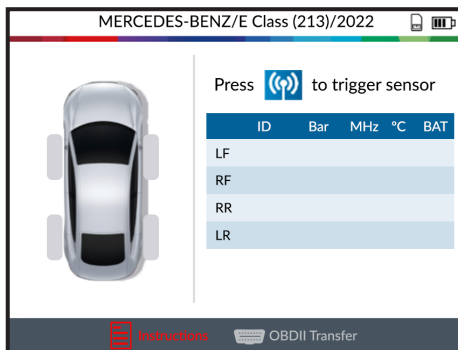 MERCEDES-BENZ/E Class (213)/2022
Press to trigger sensor
ID Bar MHz °C BAT
LF
RF
RR
LR
Instructions OBDII Transfer